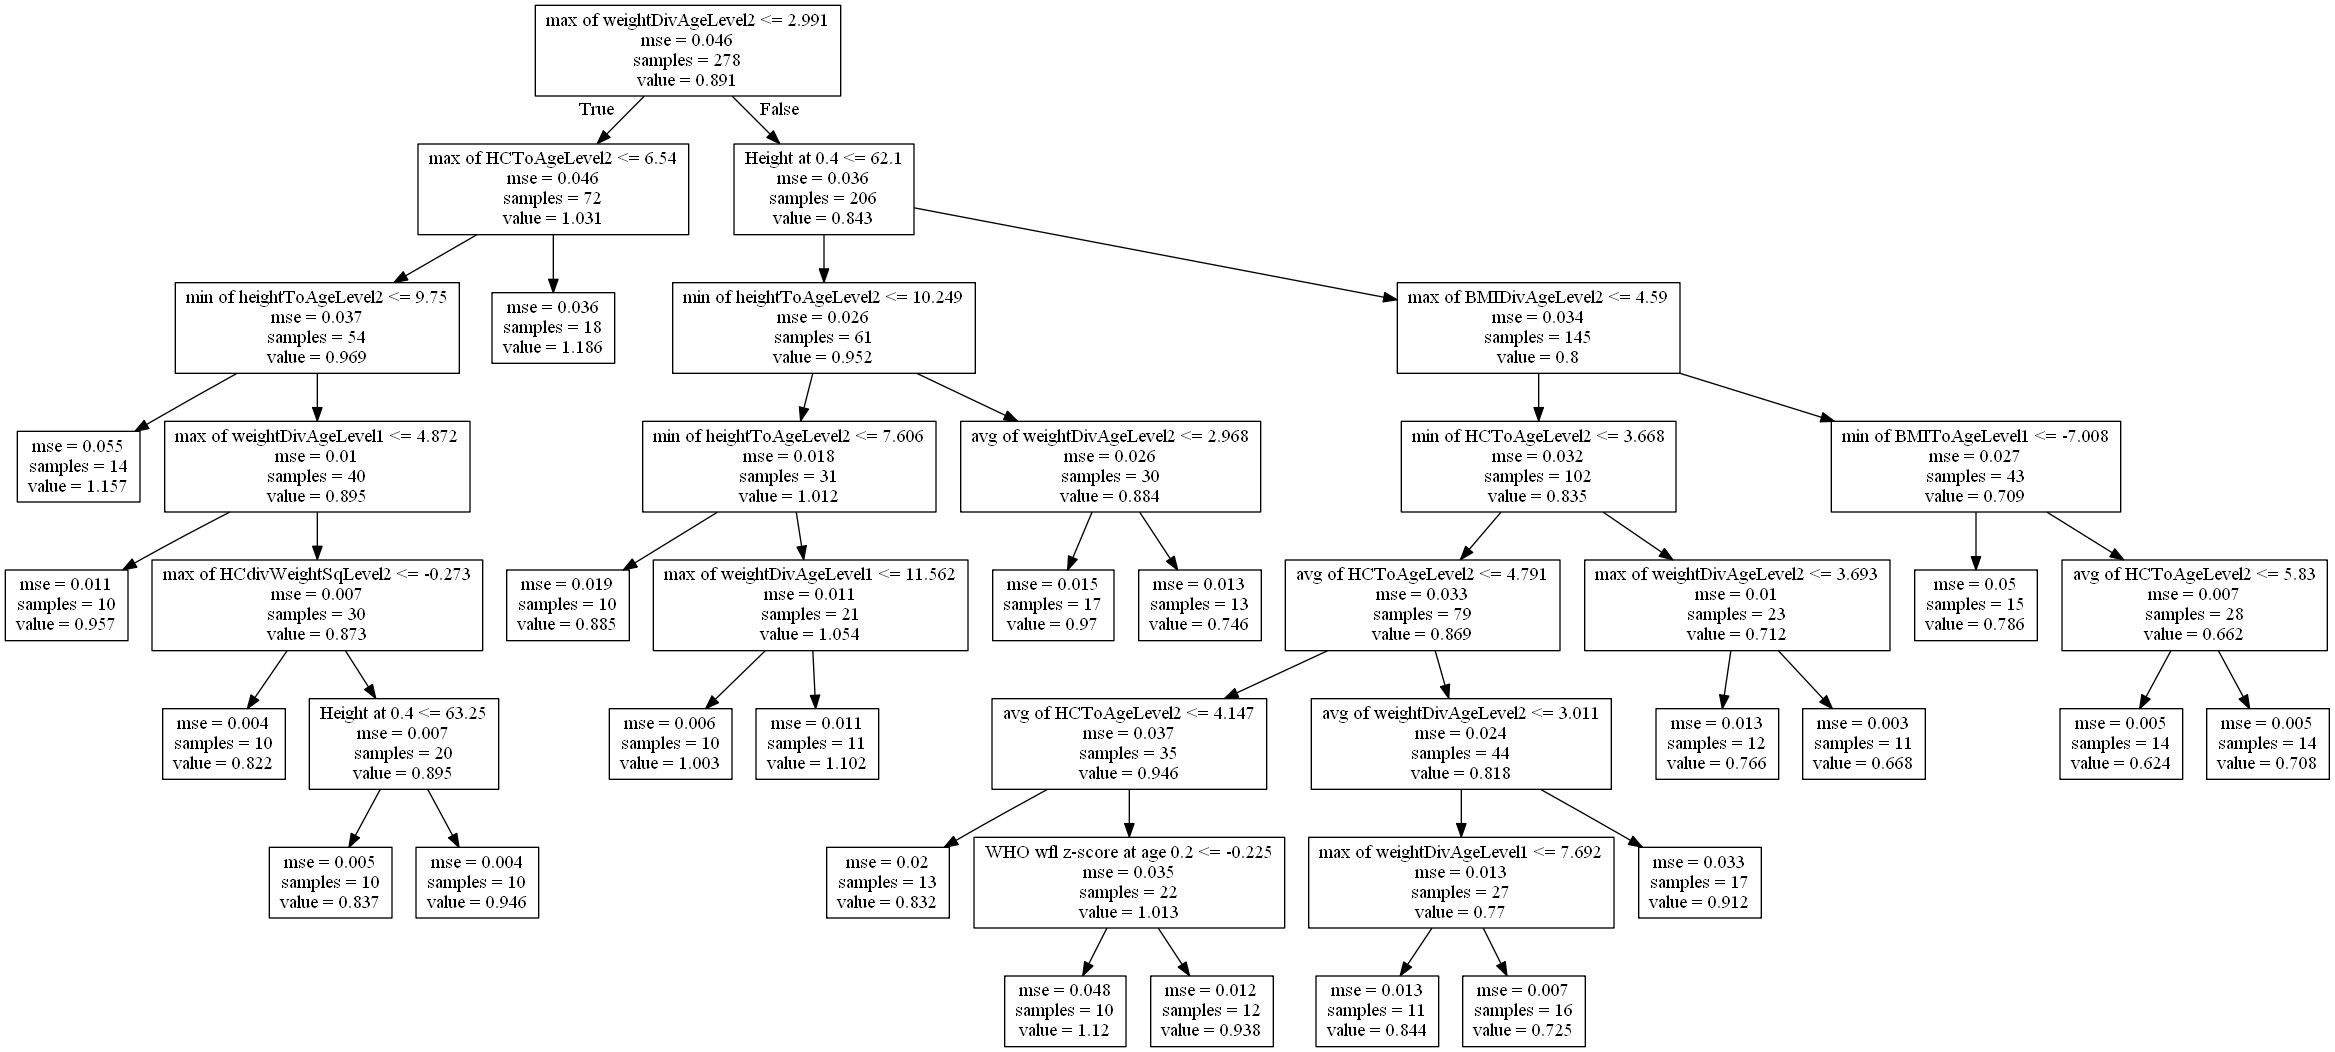 max of weightDivAgeLevel2 <= 2.991
mse = 0.046
samples = 278
value = 0.891
True
False
max of HCToAgeLevel2 <= 6.54
mse = 0.046
samples = 72
value = 1.031
Height at 0.4 <= 62.1
mse = 0.036
samples = 206
value = 0.843
min of heightToAgeLevel2 <= 9.75
mse = 0.037
samples = 54
value = 0.969
mse = 0.036
samples = 18
value = 1.186
min of heightToAgeLevel2 <= 10.249
mse = 0.026
samples = 61
value = 0.952
max of BMIDivAgeLevel2 <= 4.59
mse = 0.034
samples = 145
value = 0.8
mse = 0.055
samples = 14
value = 1.157
max of weightDivAgeLevel1 <= 4.872
mse = 0.01
samples = 40
value = 0.895
min of heightToAgeLevel2 <= 7.606
mse = 0.018
samples = 31
value = 1.012
avg of weightDivAgeLevel2 <= 2.968
mse = 0.026
samples = 30
value = 0.884
min of HCToAgeLevel2 <= 3.668
mse = 0.032
samples = 102
value = 0.835
min of BMIToAgeLevel1 <= -7.008
mse = 0.027
samples = 43
value = 0.709
mse = 0.011
samples = 10
value = 0.957
max of HCdivWeightSqLevel2 <= -0.273
mse = 0.007
samples = 30
value = 0.873
mse = 0.019
samples = 10
value = 0.885
max of weightDivAgeLevel1 <= 11.562
mse = 0.011
samples = 21
value = 1.054
mse = 0.015
samples = 17
value = 0.97
mse = 0.013
samples = 13
value = 0.746
avg of HCToAgeLevel2 <= 4.791
mse = 0.033
samples = 79
value = 0.869
max of weightDivAgeLevel2 <= 3.693
mse = 0.01
samples = 23
value = 0.712
mse = 0.05
samples = 15
value = 0.786
avg of HCToAgeLevel2 <= 5.83
mse = 0.007
samples = 28
value = 0.662
mse = 0.004
samples = 10
value = 0.822
Height at 0.4 <= 63.25
mse = 0.007
samples = 20
value = 0.895
mse = 0.006
samples = 10
value = 1.003
mse = 0.011
samples = 11
value = 1.102
avg of HCToAgeLevel2 <= 4.147
mse = 0.037
samples = 35
value = 0.946
avg of weightDivAgeLevel2 <= 3.011
mse = 0.024
samples = 44
value = 0.818
mse = 0.013
samples = 12
value = 0.766
mse = 0.003
samples = 11
value = 0.668
mse = 0.005
samples = 14
value = 0.624
mse = 0.005
samples = 14
value = 0.708
mse = 0.005
samples = 10
value = 0.837
mse = 0.004
samples = 10
value = 0.946
mse = 0.02
samples = 13
value = 0.832
WHO wfl z-score at age 0.2 <= -0.225
mse = 0.035
samples = 22
value = 1.013
max of weightDivAgeLevel1 <= 7.692
mse = 0.013
samples = 27
value = 0.77
mse = 0.033
samples = 17
value = 0.912
mse = 0.048
samples = 10
value = 1.12
mse = 0.012
samples = 12
value = 0.938
mse = 0.013
samples = 11
value = 0.844
mse = 0.007
samples = 16
value = 0.725